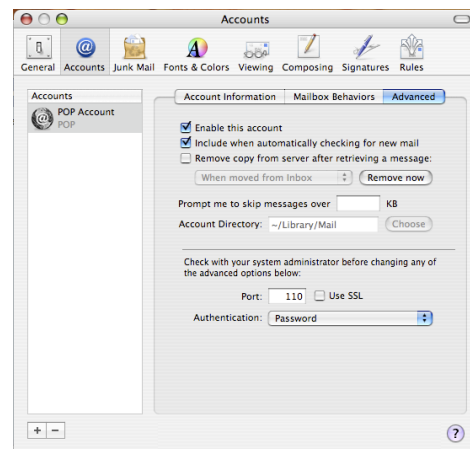 Accounts
General Accounts Junk Mail Fonts & Colors Viewing Composing Signatures Rules
Accounts
POP Account
POP
Account Information Mailbox Behaviors Advanced
Enable this account
Include when automatically checking for new mail
Remove copy from server after retrieving a message:
When moved from Inbox Remove now
Prompt me to skip messages over KB
Account Directory: ~/Library/Mail Choose
Check with your system administrator before changing any of
the advanced options below:
Port: 110 Use SSL
Authentication: Password
+ − ?